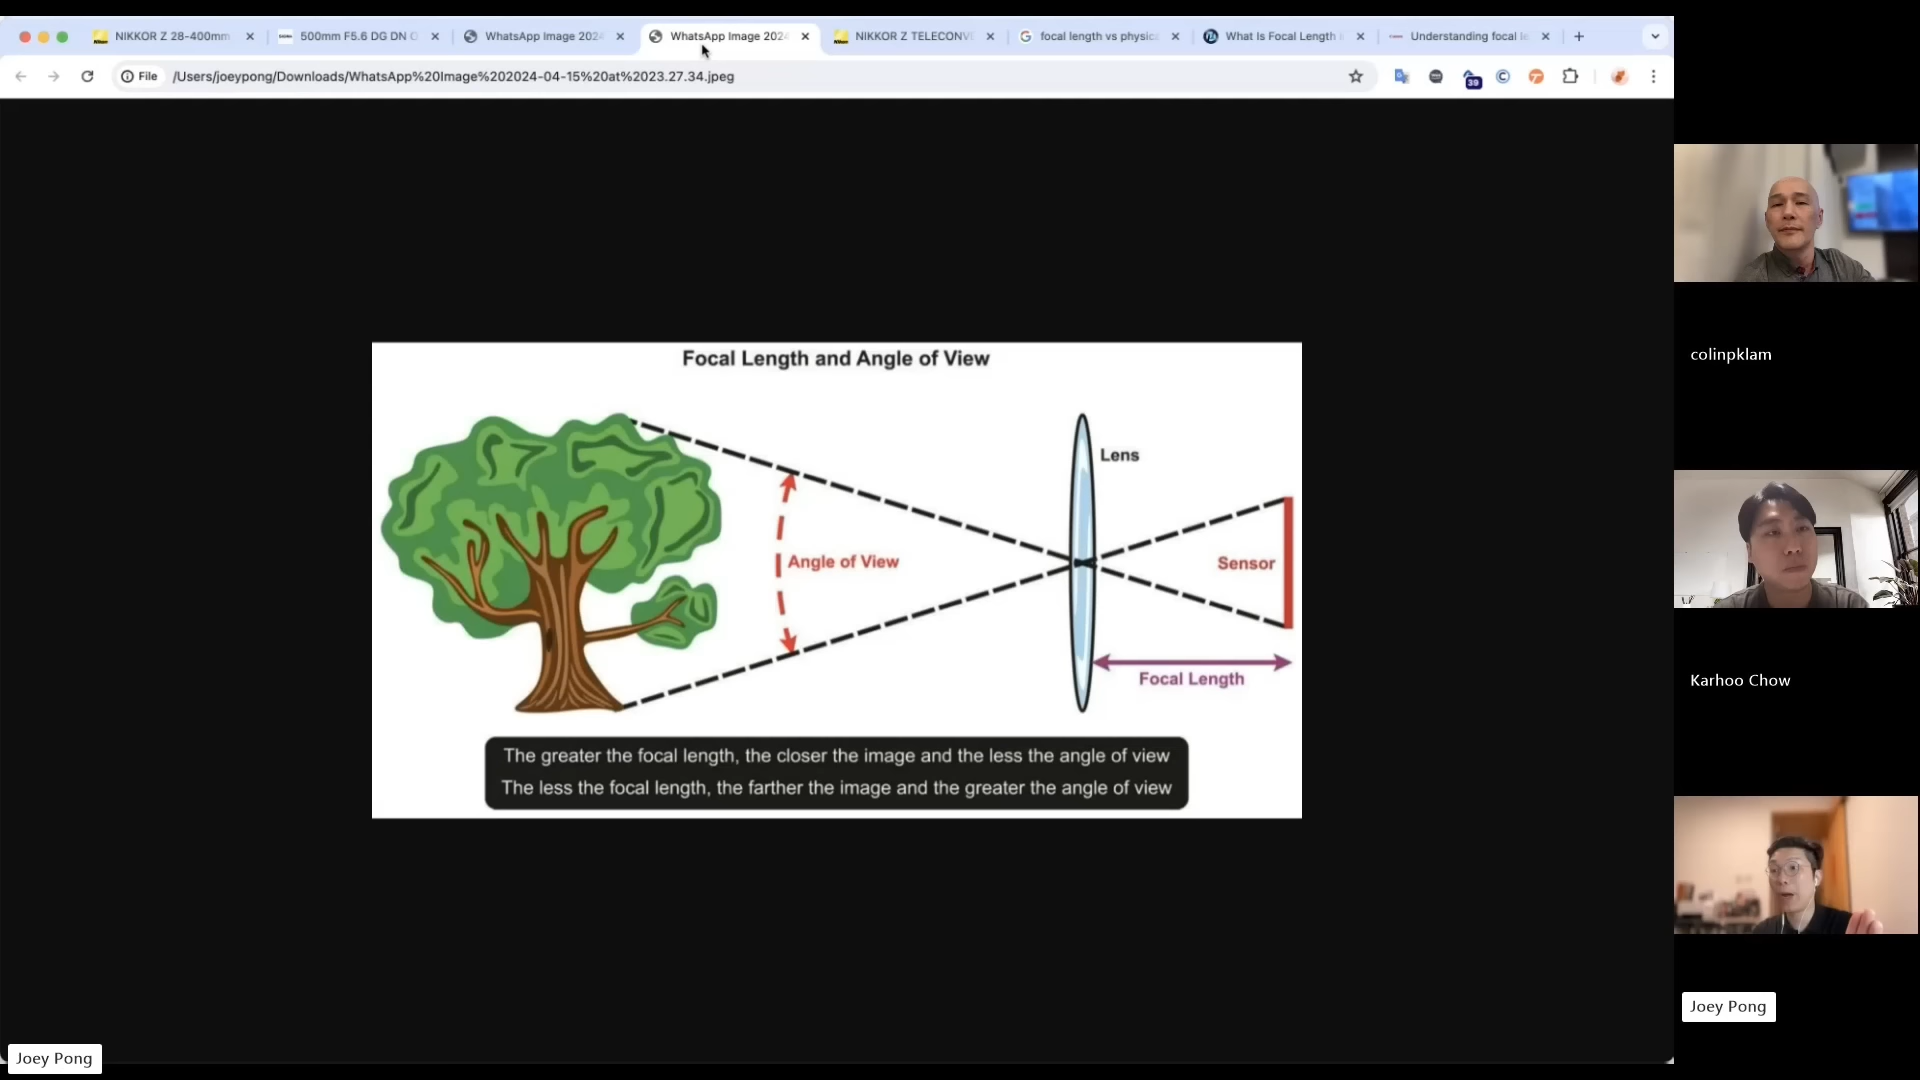 NIKKOR Z 28-400mm
500mm F5.6 DG DN
WhatsApp Image 2024
WhatsApp Image 2024
NIKKOR Z TELECONV
focal length vs physic
What Is Focal Length
Understanding focal le
File
/Users/joeypong/Downloads/WhatsApp%20Image%202024-04-15%20at%2023.27.34.jpeg
39
Focal Length and Angle of View
Lens
Angle of View
Sensor
Focal Length
The greater the focal length, the closer the image and the less the angle of view
The less the focal length, the farther the image and the greater the angle of view
colinpklam
Karhoo Chow
Joey Pong
Joey Pong